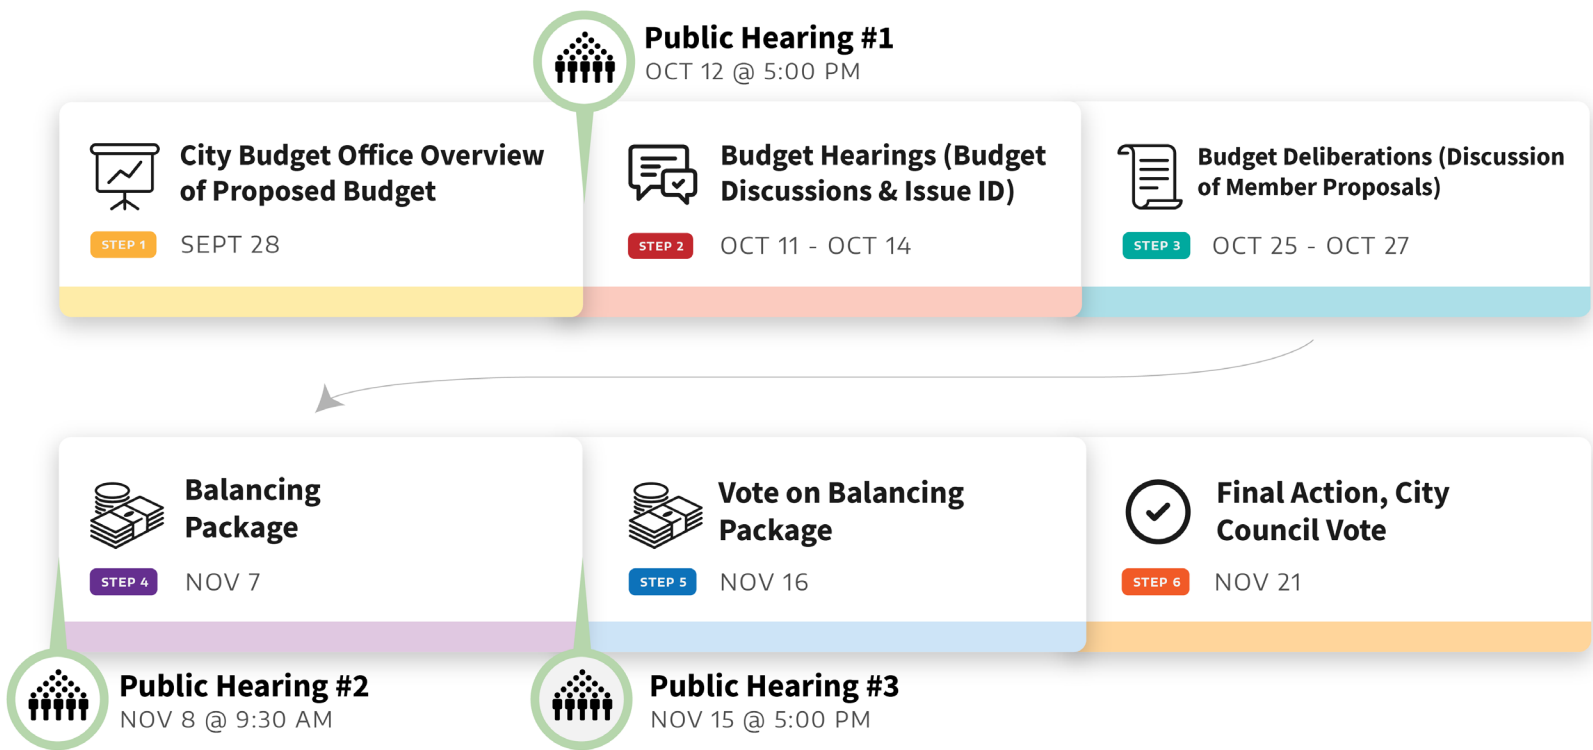 Public Hearing #1
OCT 12 @ 5:00 PM
City Budget Office Overview
of Proposed Budget
STEP 1
SEPT 28
Budget Hearings (Budget
Discussions & Issue ID)
STEP 2
OCT 11 - OCT 14
Budget Deliberations (Discussion
of Member Proposals)
STEP 3
OCT 25 - OCT 27
Balancing
Package
STEP 4
NOV 7
Vote on Balancing
Package
STEP 5
NOV 16
Final Action, City
Council Vote
STEP 6
NOV 21
Public Hearing #2
NOV 8 @ 9:30 AM
Public Hearing #3
NOV 15 @ 5:00 PM